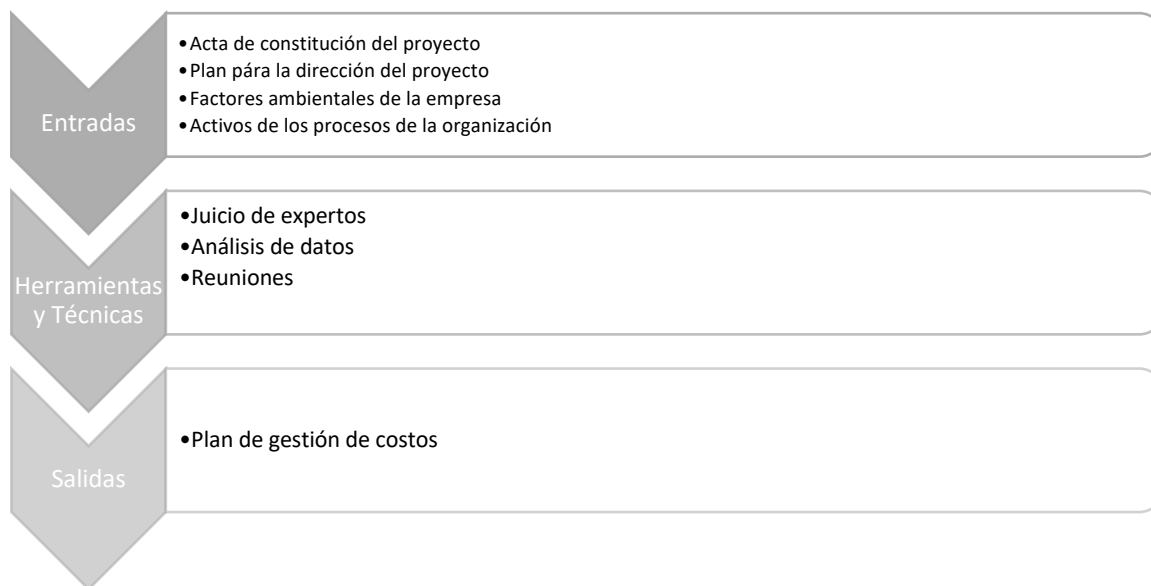 Entradas
•Acta de constitución del proyecto
•Plan pára la dirección del proyecto
•Factores ambientales de la empresa
•Activos de los procesos de la organización
Herramientas
y Técnicas
•Juicio de expertos
•Análisis de datos
•Reuniones
Salidas
•Plan de gestión de costos